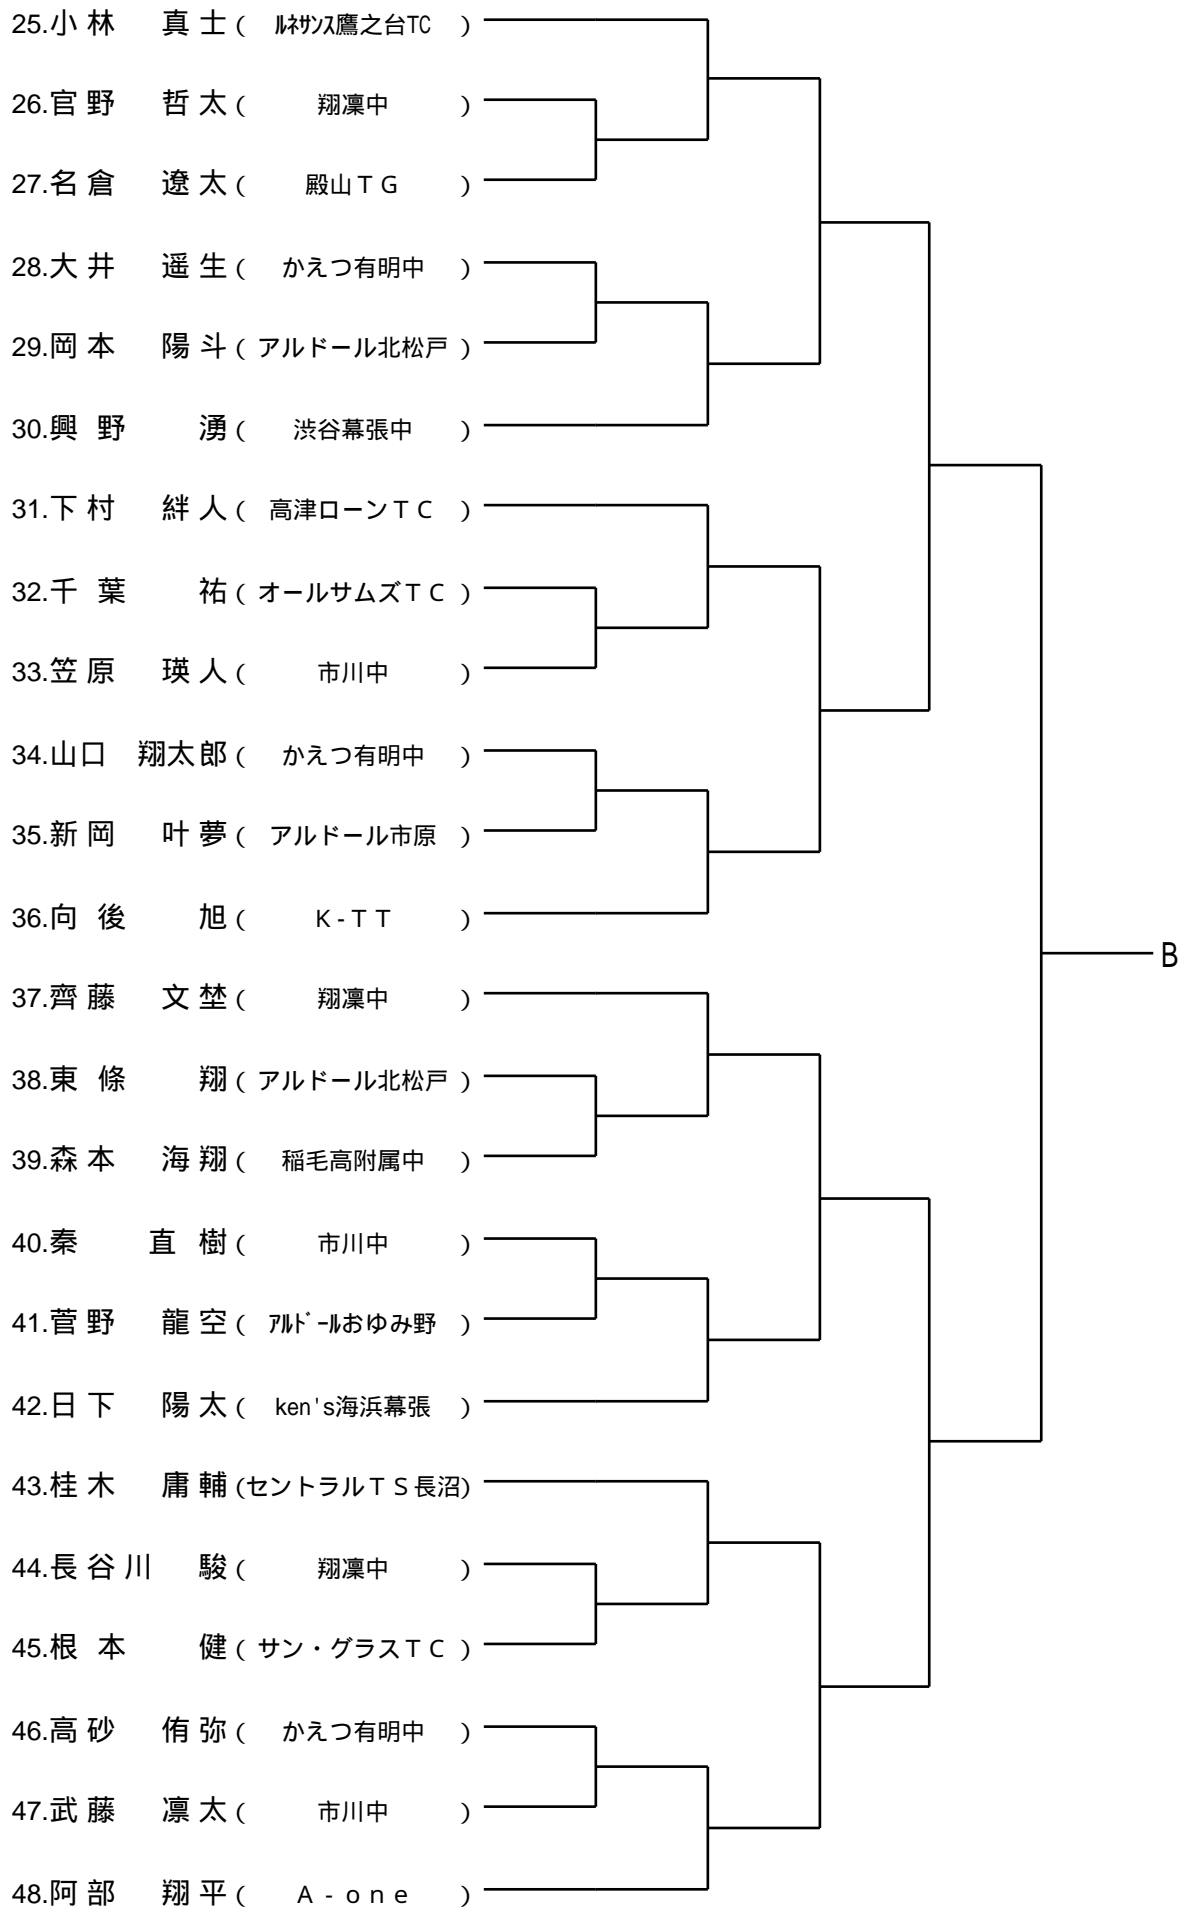 25.小林 真士( ﾙﾈｻﾝｽ鷹之台TC )
26.官野 哲太( 翔凜中 )
27.名倉 遼太( 殿山ＴＧ )
28.大井 遥生( かえつ有明中 )
29.岡本 陽斗( アルドール北松戸 )
30.興野 湧( 渋谷幕張中 )
31.下村 絆人( 高津ローンＴＣ )
32.千葉 祐( オールサムズＴＣ )
33.笠原 瑛人( 市川中 )
34.山口 翔太郎( かえつ有明中 )
35.新岡 叶夢( アルドール市原 )
36.向後 旭( K-ＴＴ )
B
37.齊藤 文埜( 翔凜中 )
38.東條 翔( アルドール北松戸 )
39.森本 海翔( 稲毛高附属中 )
40.秦 直樹( 市川中 )
41.菅野 龍空( ｱﾙﾄﾞｰﾙおゆみ野 )
42.日下 陽太( ken's海浜幕張 )
43.桂木 庸輔(セントラルＴＳ長沼)
44.長谷川 駿( 翔凜中 )
45.根本 健( サン・グラスＴＣ )
46.高砂 侑弥( かえつ有明中 )
47.武藤 凛太( 市川中 )
48.阿部 翔平( Ａ-ｏｎｅ )